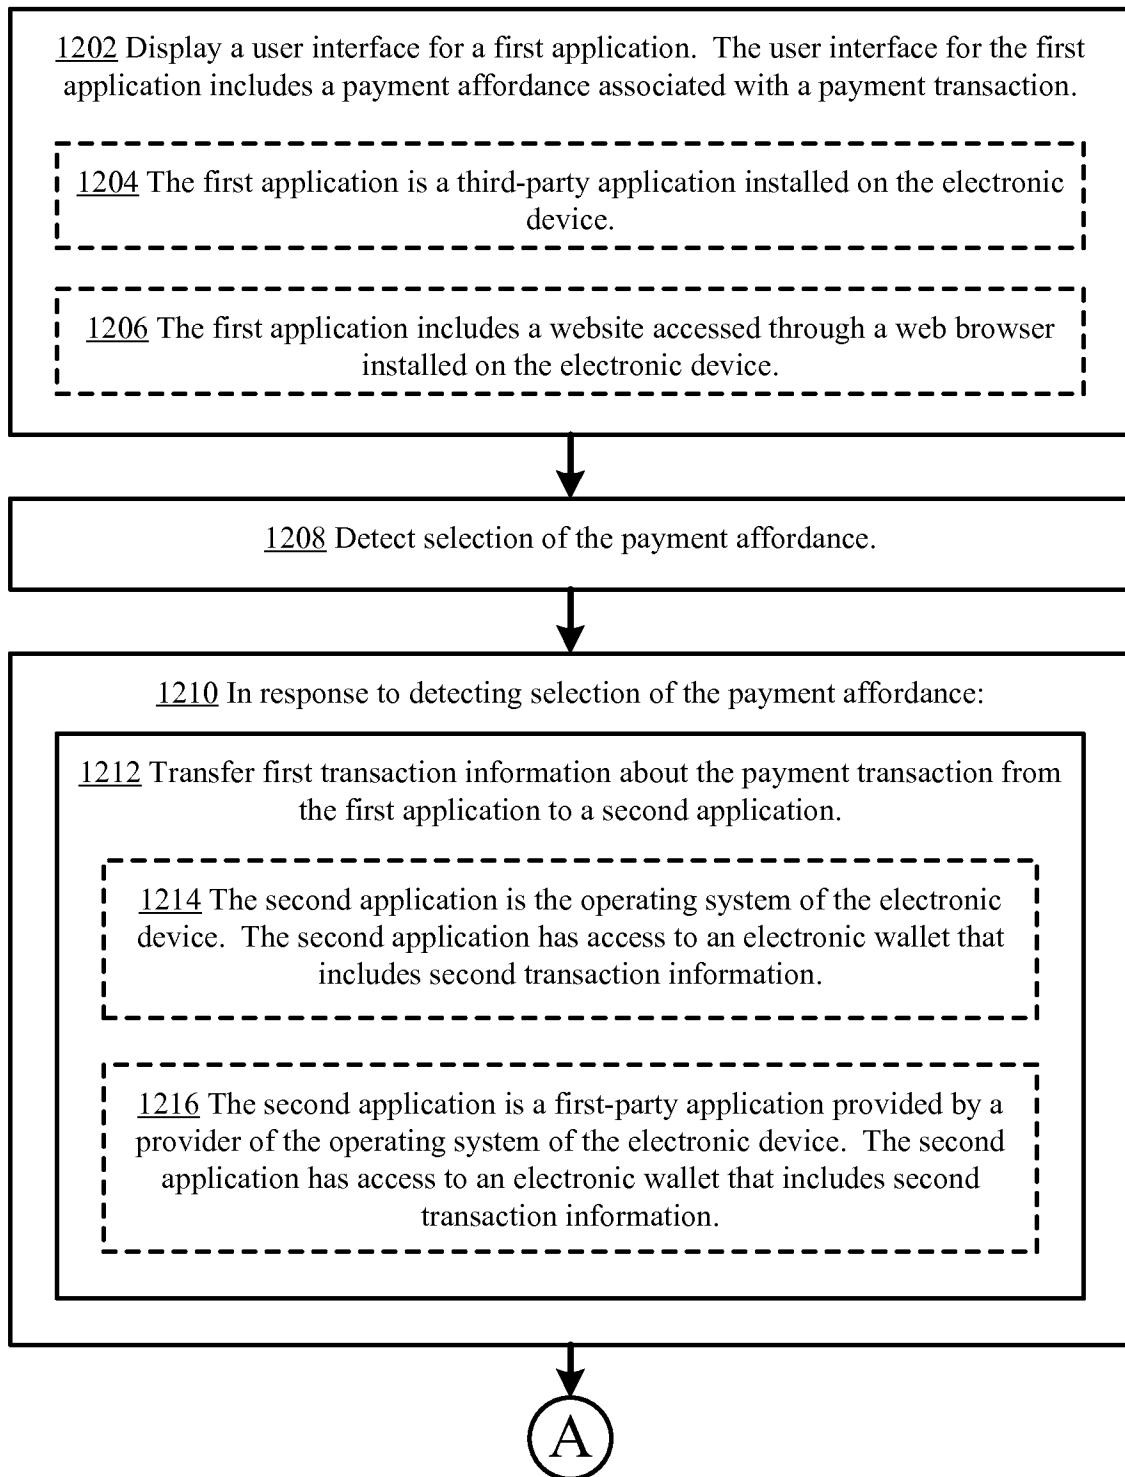 1202 Display a user interface for a first application.  The user interface for the first
application includes a payment affordance associated with a payment transaction.
1204 The first application is a third-party application installed on the electronic
device.
1206 The first application includes a website accessed through a web browser
installed on the electronic device.
1208 Detect selection of the payment affordance.
1210 In response to detecting selection of the payment affordance:
1212 Transfer first transaction information about the payment transaction from
the first application to a second application.
1214 The second application is the operating system of the electronic
device.  The second application has access to an electronic wallet that
includes second transaction information.
1216 The second application is a first-party application provided by a
provider of the operating system of the electronic device.  The second
application has access to an electronic wallet that includes second
transaction information.
A